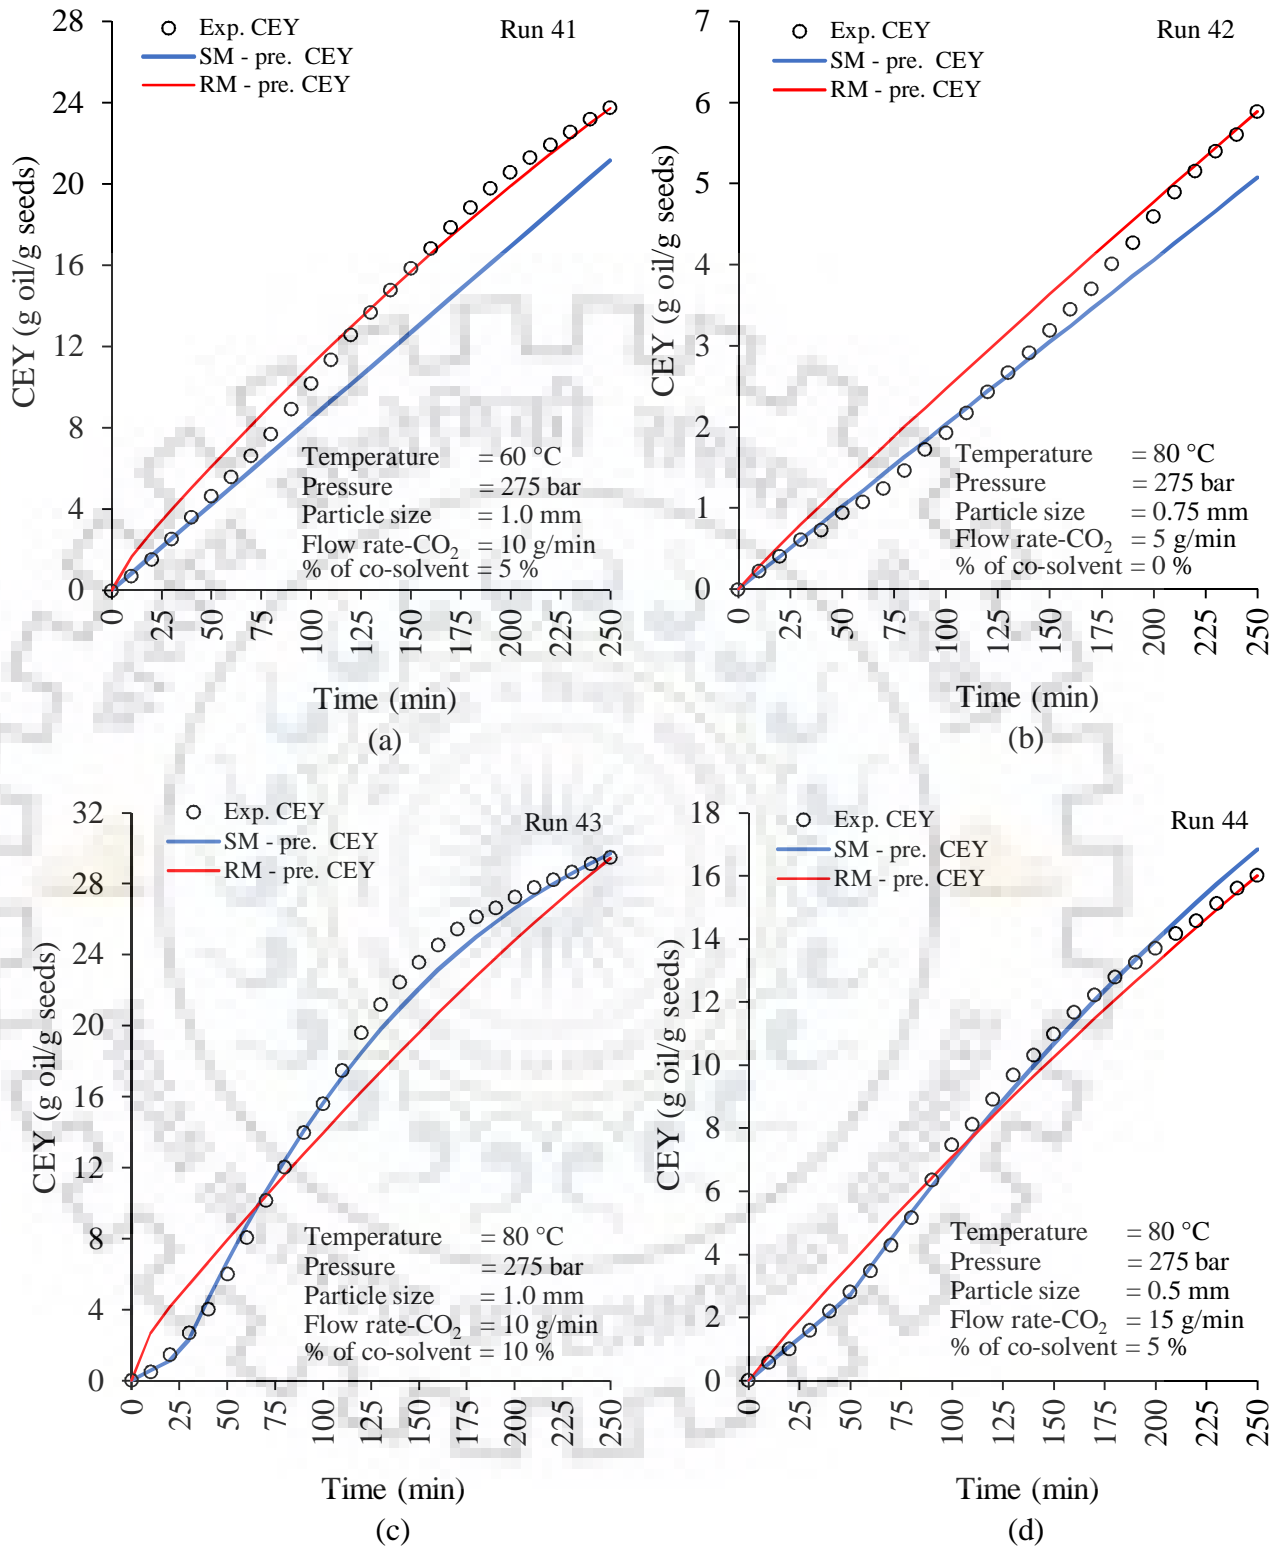 28
24
20
16
12
8
4
0
CEY (g oil/g seeds)
Exp. CEY
SM - pre. CEY
RM - pre. CEY
Run 41
Temperature = 60 °C
Pressure = 275 bar
Particle size = 1.0 mm
Flow rate-CO₂ = 10 g/min
% of co-solvent = 5 %
0 25 50 75 100 125 150 175 200 225 250
Time (min)
(a)
7
6
5
4
3
2
1
0
CEY (g oil/g seeds)
Exp. CEY
SM - pre. CEY
RM - pre. CEY
Run 42
Temperature = 80 °C
Pressure = 275 bar
Particle size = 0.75 mm
Flow rate-CO₂ = 5 g/min
% of co-solvent = 0 %
0 25 50 75 100 125 150 175 200 225 250
Time (min)
(b)
32
28
24
20
16
12
8
4
0
CEY (g oil/g seeds)
Exp. CEY
SM - pre. CEY
RM - pre. CEY
Run 43
Temperature = 80 °C
Pressure = 275 bar
Particle size = 1.0 mm
Flow rate-CO₂ = 10 g/min
% of co-solvent = 10 %
0 25 50 75 100 125 150 175 200 225 250
Time (min)
(c)
18
16
14
12
10
8
6
4
2
0
CEY (g oil/g seeds)
Exp. CEY
SM - pre. CEY
RM - pre. CEY
Run 44
Temperature = 80 °C
Pressure = 275 bar
Particle size = 0.5 mm
Flow rate-CO₂ = 15 g/min
% of co-solvent = 5 %
0 25 50 75 100 125 150 175 200 225 250
Time (min)
(d)